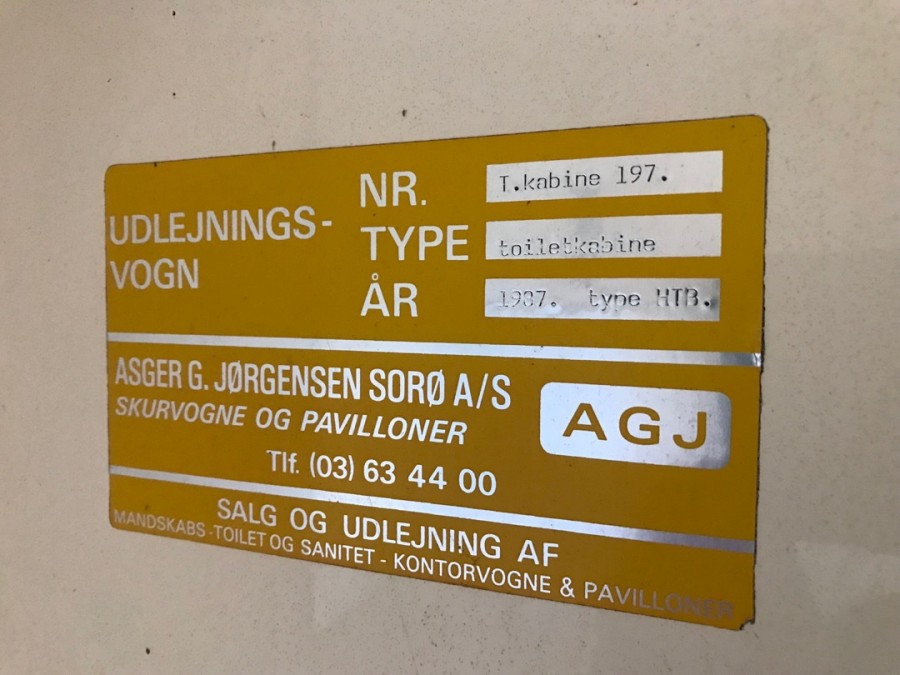 UDLEJNINGS-
VOGN
NR. T.kabine 197.
TYPE toiletkabine
ÅR 1987. type HTB.
ASGER G. JØRGENSEN SORØ A/S
SKURVOGNE OG PAVILLONER
AGJ
Tlf. (03) 63 44 00
SALG OG UDLEJNING AF
MANDSKABS-TOILET OG SANITET - KONTORVOGNE & PAVILLONER